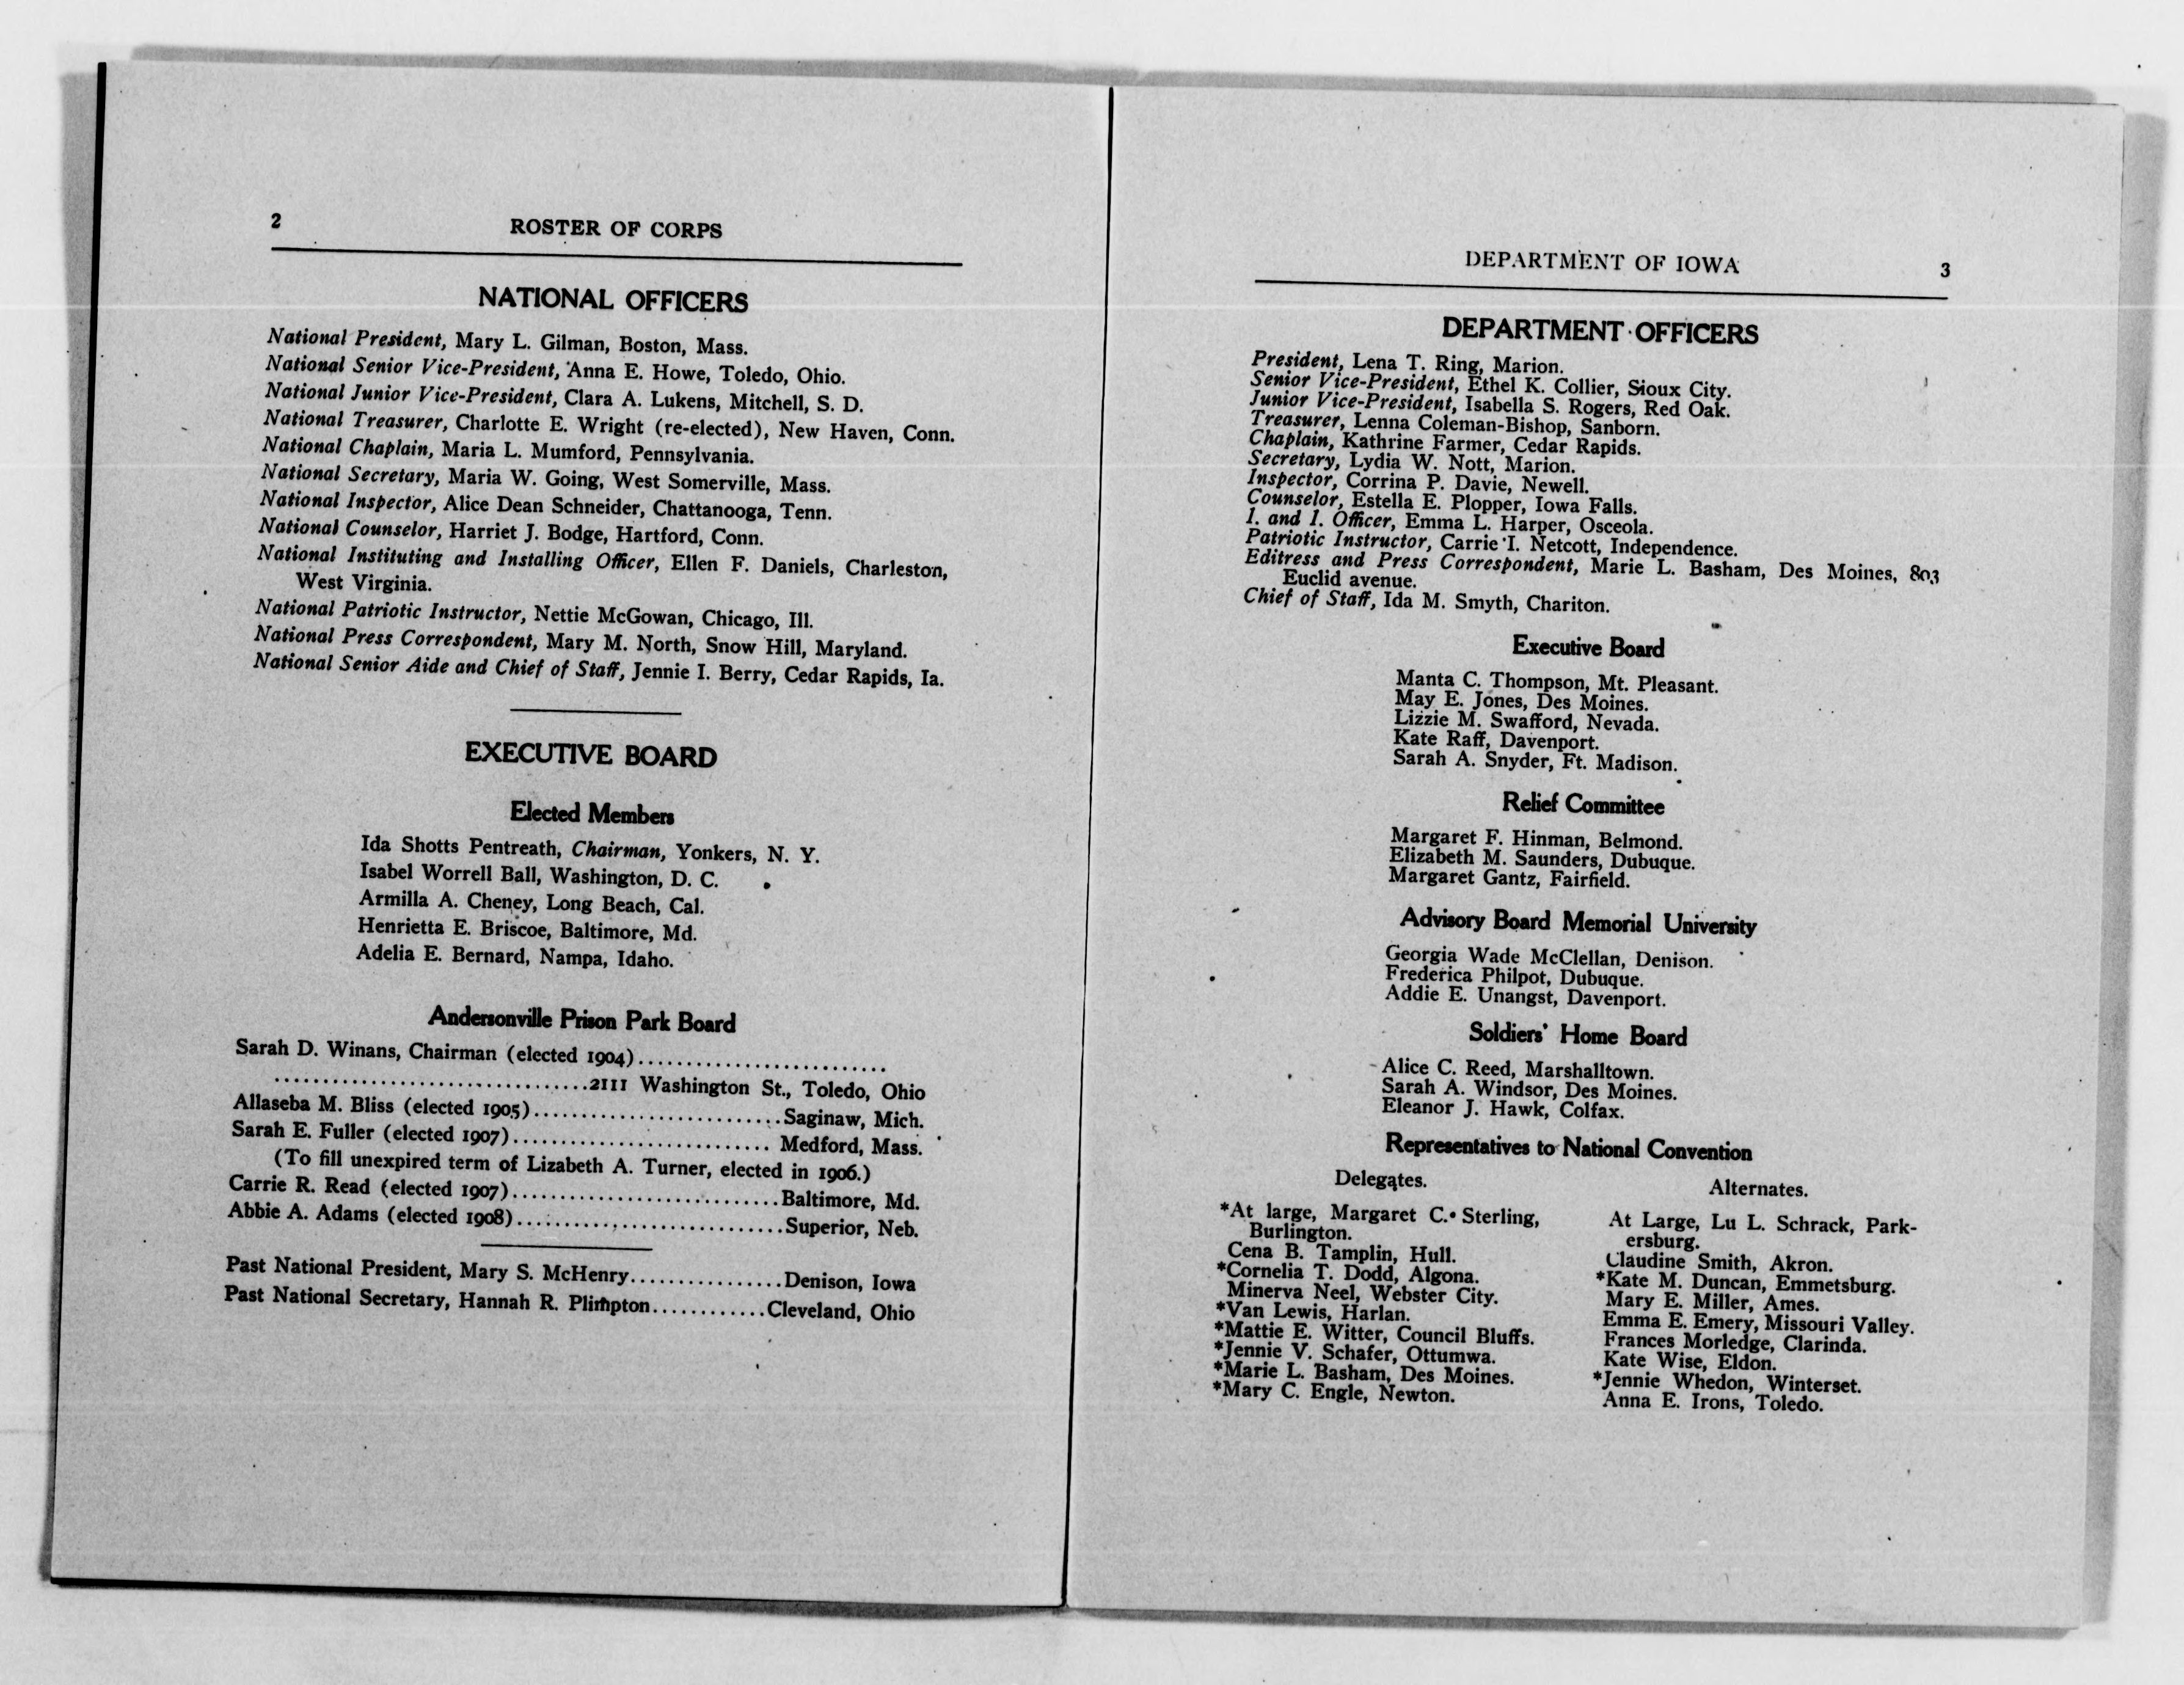 2
ROSTER OF CORPS
NATIONAL OFFICERS
National President, Mary L. Gilman, Boston, Mass.
National Senior Vice-President, Anna E. Howe, Toledo, Ohio.
National Junior Vice-President, Clara A. Lukens, Mitchell, S. D.
National Treasurer, Charlotte E. Wright (re-elected), New Haven, Conn.
National Chaplain, Maria L. Mumford, Pennsylvania.
National Secretary, Maria W. Going, West Somerville, Mass.
National Inspector, Alice Dean Schneider, Chattanooga, Tenn.
National Counselor, Harriet J. Bodge, Hartford, Conn.
National Instituting and Installing Officer, Ellen F. Daniels, Charleston,
West Virginia.
National Patriotic Instructor, Nettie McGowan, Chicago, Ill.
National Press Correspondent, Mary M. North, Snow Hill, Maryland.
National Senior Aide and Chief of Staff, Jennie I. Berry, Cedar Rapids, Ia.
EXECUTIVE BOARD
Elected Members
Ida Shotts Pentreath, Chairman, Yonkers, N. Y.
Isabel Worrell Ball, Washington, D. C.
Armilla A. Cheney, Long Beach, Cal.
Henrietta E. Briscoe, Baltimore, Md.
Adelia E. Bernard, Nampa, Idaho.
Andersonville Prison Park Board
Sarah D. Winans, Chairman (elected 1904)..........................
................................2111 Washington St., Toledo, Ohio
Allaseba M. Bliss (elected 1905)..........................Saginaw, Mich.
Sarah E. Fuller (elected 1907)........................... Medford, Mass.
(To fill unexpired term of Lizabeth A. Turner, elected in 1906.)
Carrie R. Read (elected 1907)............................Baltimore, Md.
Abbie A. Adams (elected 1908)............................Superior, Neb.
Past National President, Mary S. McHenry................Denison, Iowa
Past National Secretary, Hannah R. Plimpton............Cleveland, Ohio
DEPARTMENT OF IOWA
3
DEPARTMENT OFFICERS
President, Lena T. Ring, Marion.
Senior Vice-President, Ethel K. Collier, Sioux City.
Junior Vice-President, Isabella S. Rogers, Red Oak.
Treasurer, Lenna Coleman-Bishop, Sanborn.
Chaplain, Kathrine Farmer, Cedar Rapids.
Secretary, Lydia W. Nott, Marion.
Inspector, Corrina P. Davie, Newell.
Counselor, Estella E. Plopper, Iowa Falls.
I. and I. Officer, Emma L. Harper, Osceola.
Patriotic Instructor, Carrie I. Netcott, Independence.
Editress and Press Correspondent, Marie L. Basham, Des Moines, 803
Euclid avenue.
Chief of Staff, Ida M. Smyth, Chariton.
Executive Board
Manta C. Thompson, Mt. Pleasant.
May E. Jones, Des Moines.
Lizzie M. Swafford, Nevada.
Kate Raff, Davenport.
Sarah A. Snyder, Ft. Madison.
Relief Committee
Margaret F. Hinman, Belmond.
Elizabeth M. Saunders, Dubuque.
Margaret Gantz, Fairfield.
Advisory Board Memorial University
Georgia Wade McClellan, Denison.
Frederica Philpot, Dubuque.
Addie E. Unangst, Davenport.
Soldiers' Home Board
Alice C. Reed, Marshalltown.
Sarah A. Windsor, Des Moines.
Eleanor J. Hawk, Colfax.
Representatives to National Convention
Delegates.
*At large, Margaret C. Sterling,
Burlington.
Cena B. Tamplin, Hull.
*Cornelia T. Dodd, Algona.
Minerva Neel, Webster City.
*Van Lewis, Harlan.
*Mattie E. Witter, Council Bluffs.
*Jennie V. Schafer, Ottumwa.
*Marie L. Basham, Des Moines.
*Mary C. Engle, Newton.
Alternates.
At Large, Lu L. Schrack, Park-
ersburg.
Claudine Smith, Akron.
*Kate M. Duncan, Emmetsburg.
Mary E. Miller, Ames.
Emma E. Emery, Missouri Valley.
Frances Morledge, Clarinda.
Kate Wise, Eldon.
*Jennie Whedon, Winterset.
Anna E. Irons, Toledo.